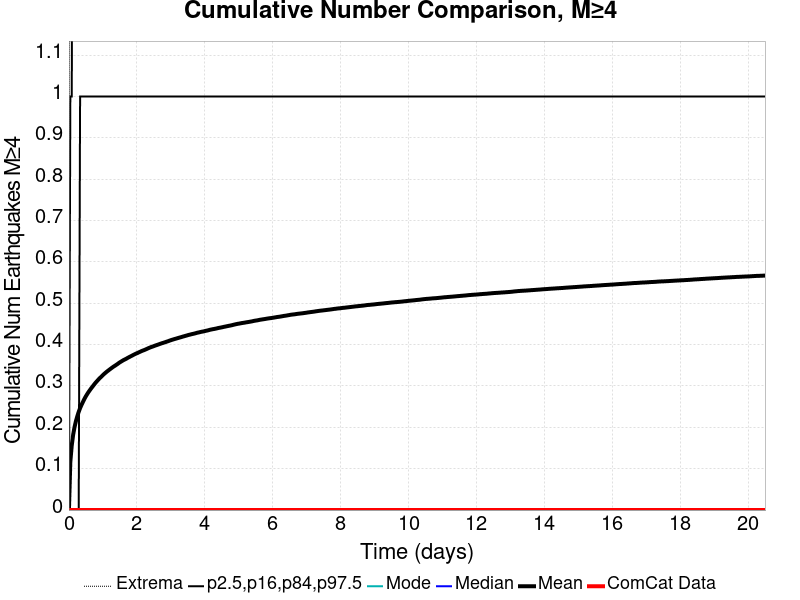 Cumulative Number Comparison, M≥4
Cumulative Num Earthquakes M≥4
1.1
1
0.9
0.8
0.7
0.6
0.5
0.4
0.3
0.2
0.1
0
0 2 4 6 8 10 12 14 16 18 20
Time (days)
Extrema p2.5,p16,p84,p97.5 Mode Median Mean ComCat Data